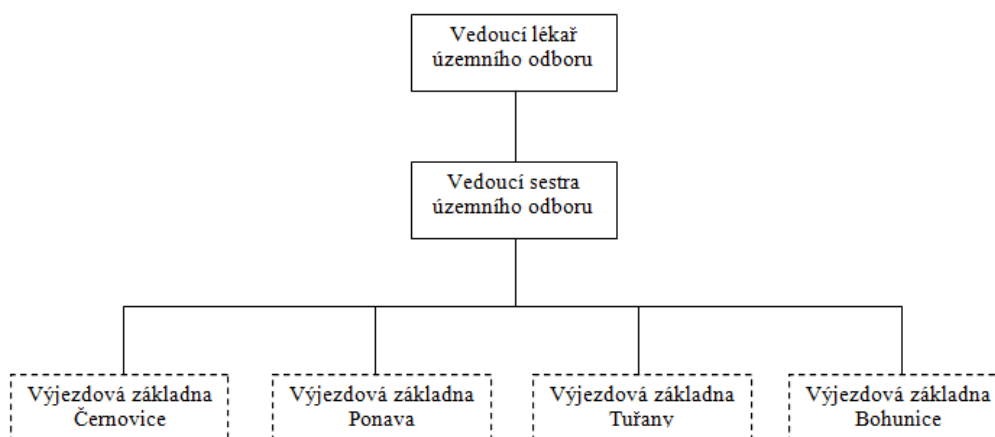 Vedoucí lékař
územního odboru
Vedoucí sestra
územního odboru
Výjezdová základna
Černovice
Výjezdová základna
Ponava
Výjezdová základna
Tuřany
Výjezdová základna
Bohunice